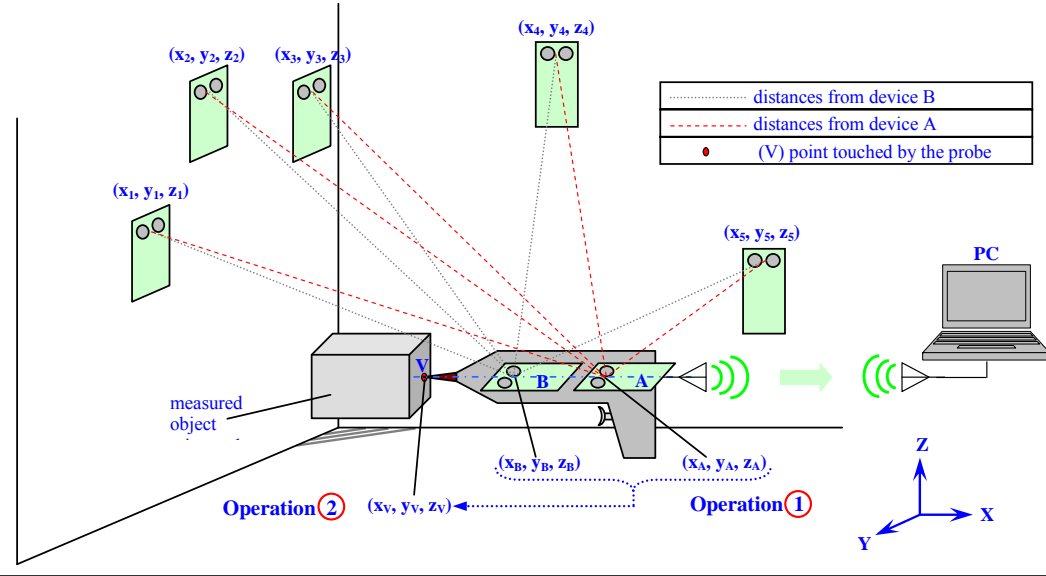 (x4, y4, z4)
(x2, y2, z2)
(x3, y3, z3)
distances from device B
distances from device A
(V) point touched by the probe
(x1, y1, z1)
(x5, y5, z5)
PC
V
B
A
measured
object
(xB, yB, zB)
(xA, yA, zA)
Operation 2
(xV, yV, zV)
Operation 1
Z
X
Y